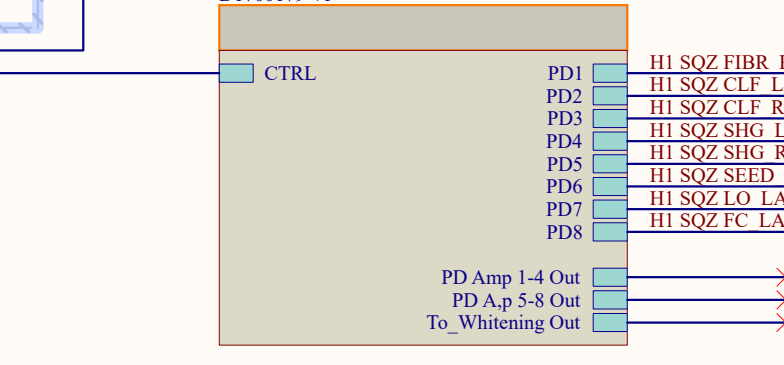 CTRL
PD1
PD2
PD3
PD4
PD5
PD6
PD7
PD8
PD Amp 1-4 Out
PD A,p 5-8 Out
To_Whitening Out
H1 SQZ FIBR
H1 SQZ CLF_L
H1 SQZ CLF_R
H1 SQZ SHG_L
H1 SQZ SHG_R
H1 SQZ SEED_
H1 SQZ LO_LA
H1 SQZ FC_LA